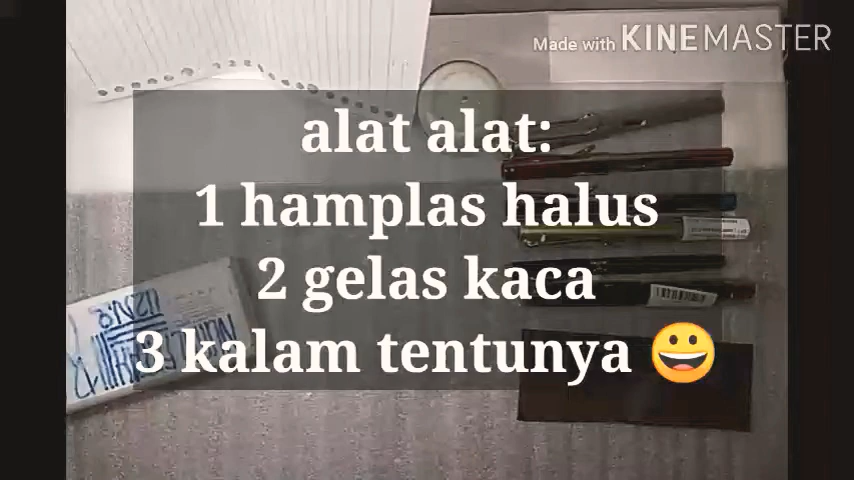 Made with KINEMASTER
alat alat:
1 hamplas halus
2 gelas kaca
3 kalam tentunya 😀